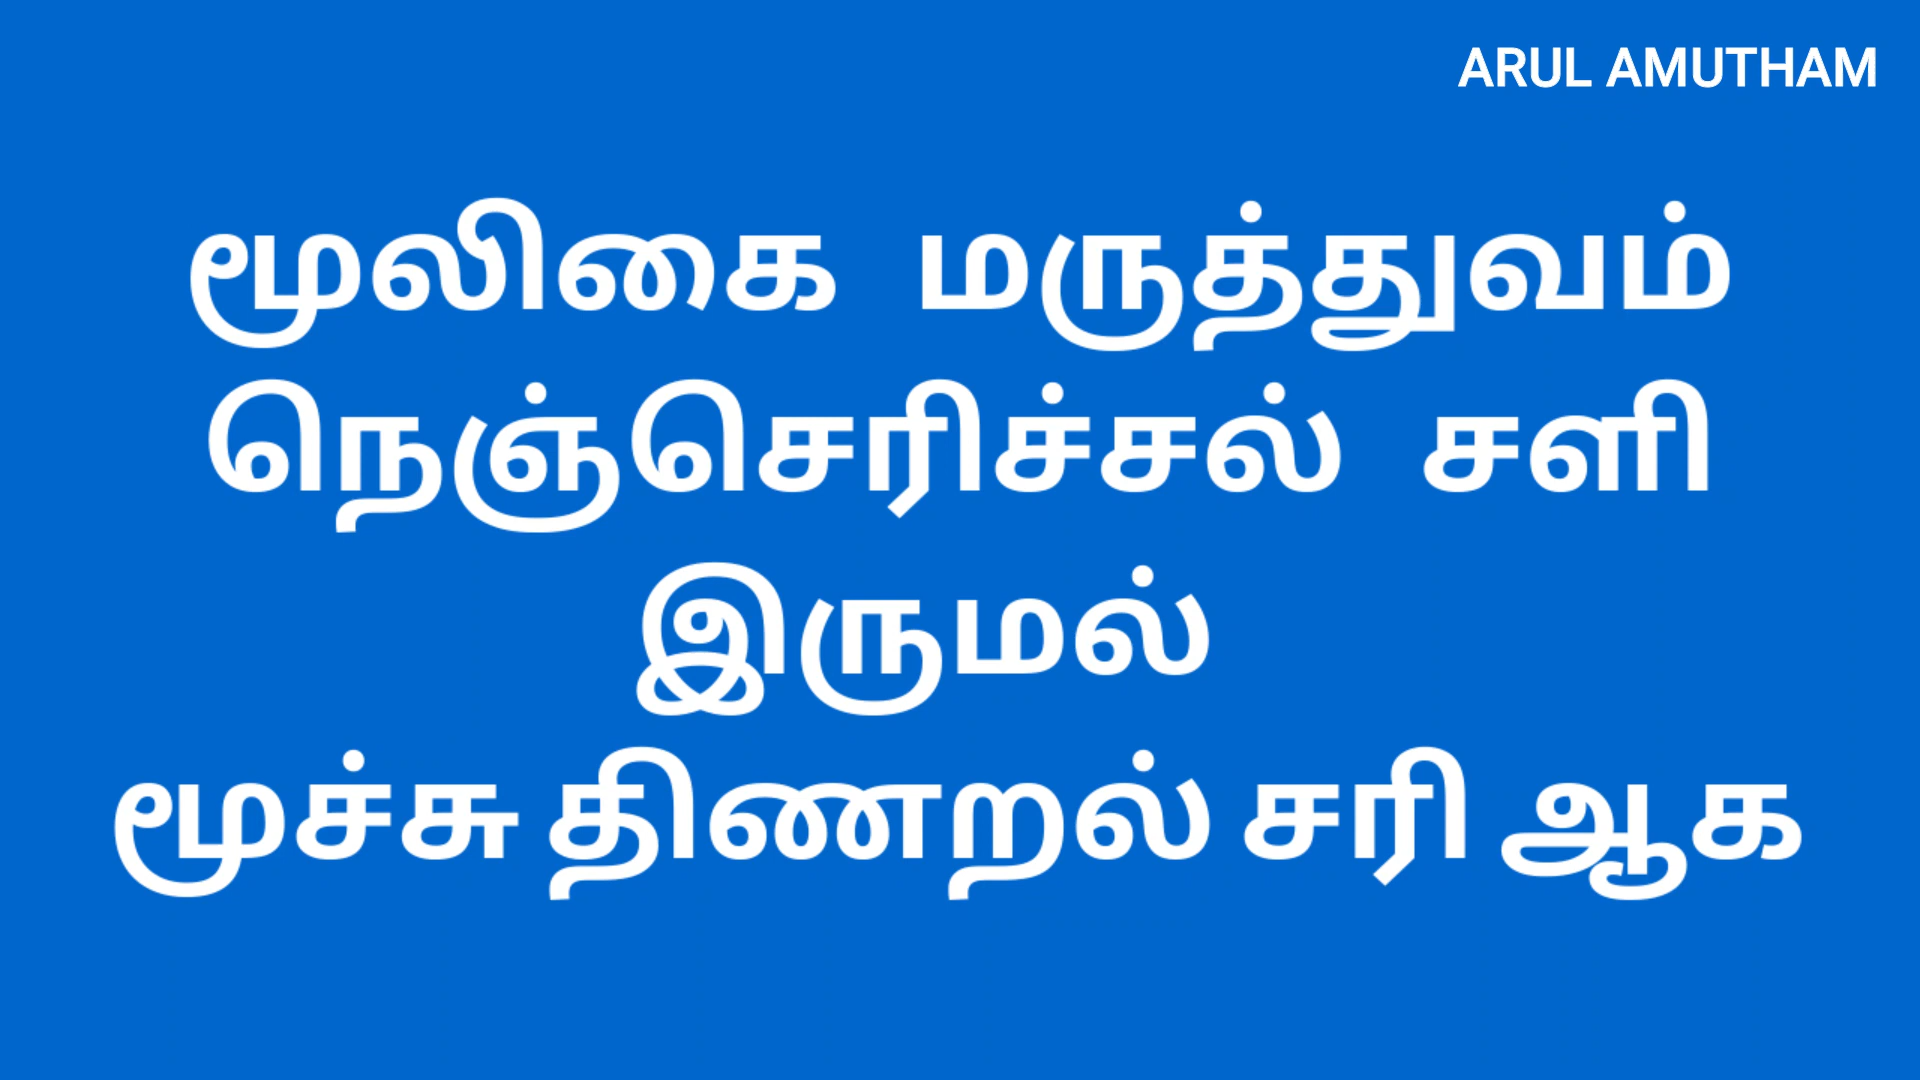 ARUL AMUTHAM
மூலிகை மருத்துவம்
நெஞ்செரிச்சல் சளி
இருமல்
மூச்சு திணறல் சரி ஆக